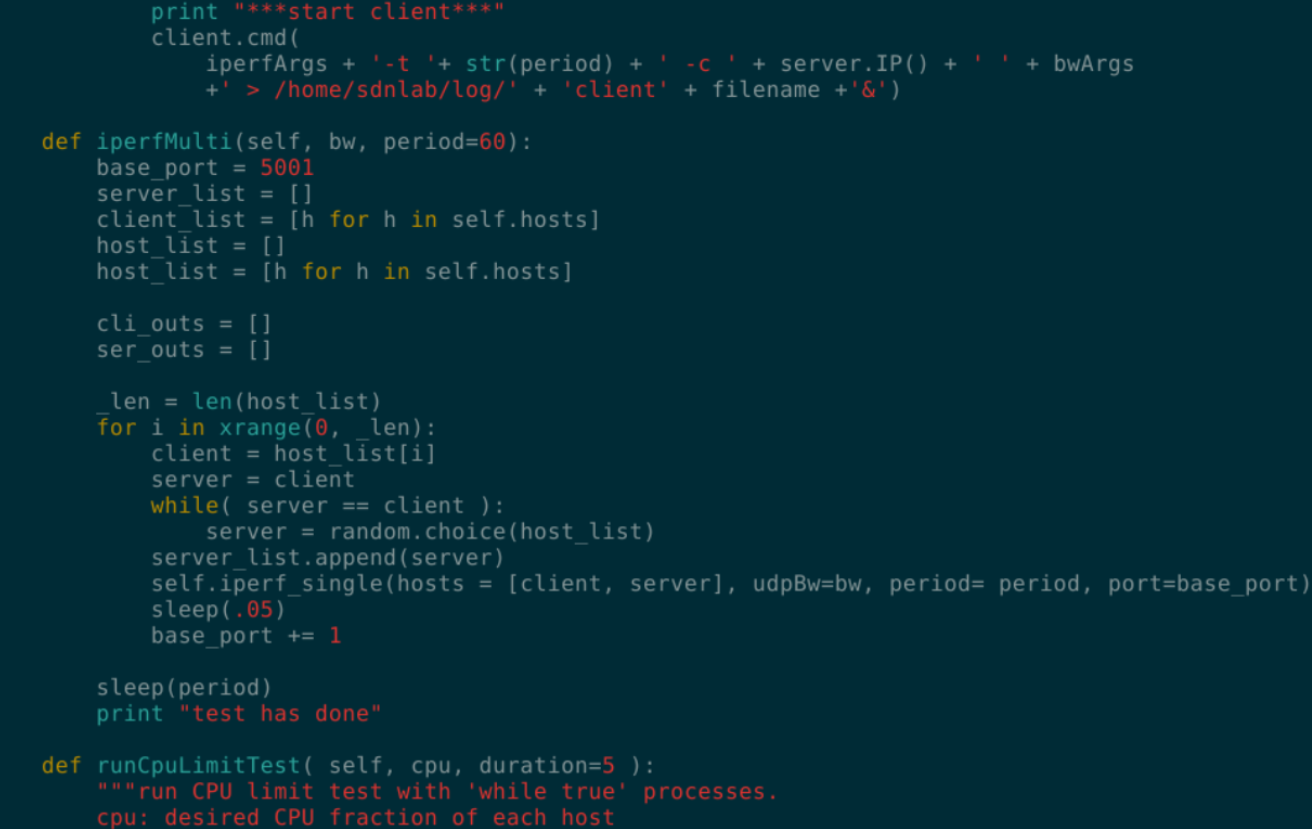 print "***start client***"
        client.cmd(
            iperfArgs + '-t '+ str(period) + ' -c ' + server.IP() + ' ' + bwArgs
            +' > /home/sdnlab/log/' + 'client' + filename +'&')

def iperfMulti(self, bw, period=60):
    base_port = 5001
    server_list = []
    client_list = [h for h in self.hosts]
    host_list = []
    host_list = [h for h in self.hosts]

    cli_outs = []
    ser_outs = []

    _len = len(host_list)
    for i in xrange(0, _len):
        client = host_list[i]
        server = client
        while( server == client ):
            server = random.choice(host_list)
        server_list.append(server)
        self.iperf_single(hosts = [client, server], udpBw=bw, period= period, port=base_port)
        sleep(.05)
        base_port += 1

    sleep(period)
    print "test has done"

def runCpuLimitTest( self, cpu, duration=5 ):
    """run CPU limit test with 'while true' processes.
    cpu: desired CPU fraction of each host